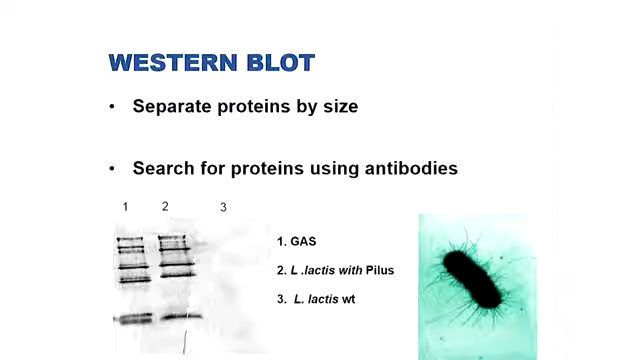 WESTERN BLOT
• Separate proteins by size
• Search for proteins using antibodies
1 2 3
1. GAS
2. L .lactis with Pilus
3. L. lactis wt